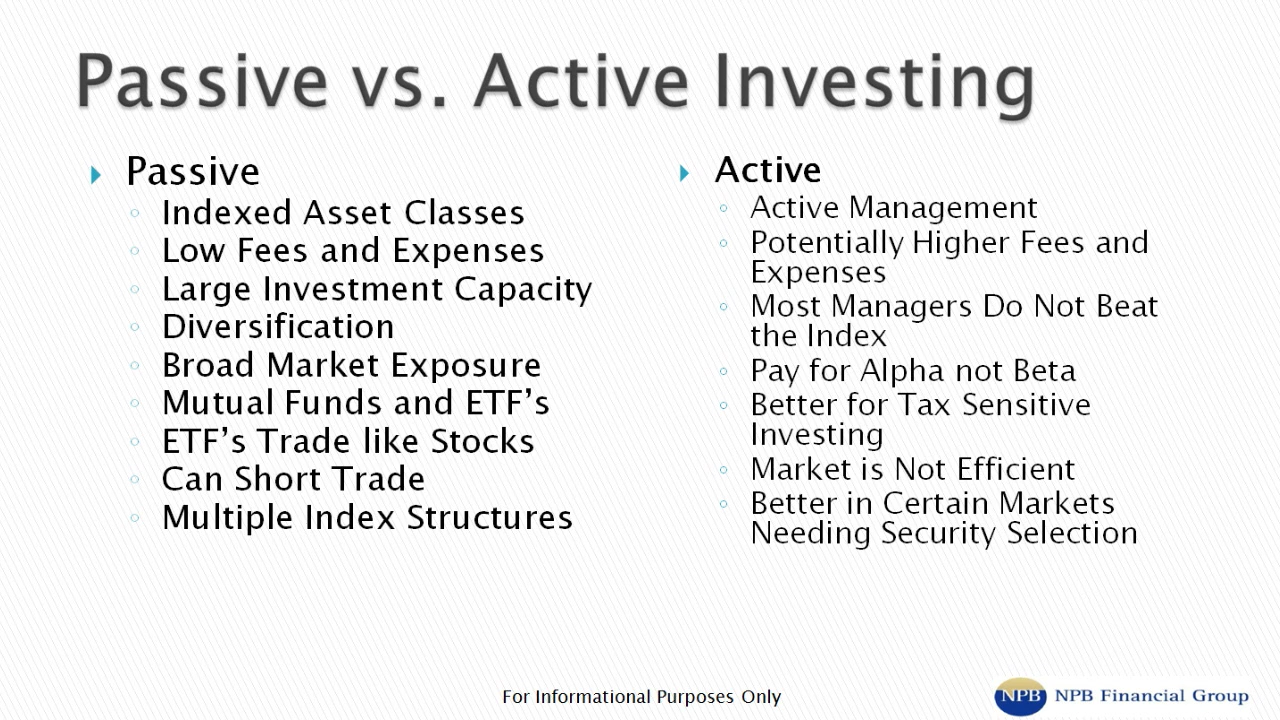 Passive vs. Active Investing
Passive
Indexed Asset Classes
Low Fees and Expenses
Large Investment Capacity
Diversification
Broad Market Exposure
Mutual Funds and ETF’s
ETF’s Trade like Stocks
Can Short Trade
Multiple Index Structures
Active
Active Management
Potentially Higher Fees and
Expenses
Most Managers Do Not Beat
the Index
Pay for Alpha not Beta
Better for Tax Sensitive
Investing
Market is Not Efficient
Better in Certain Markets
Needing Security Selection
For Informational Purposes Only
NPB NPB Financial Group